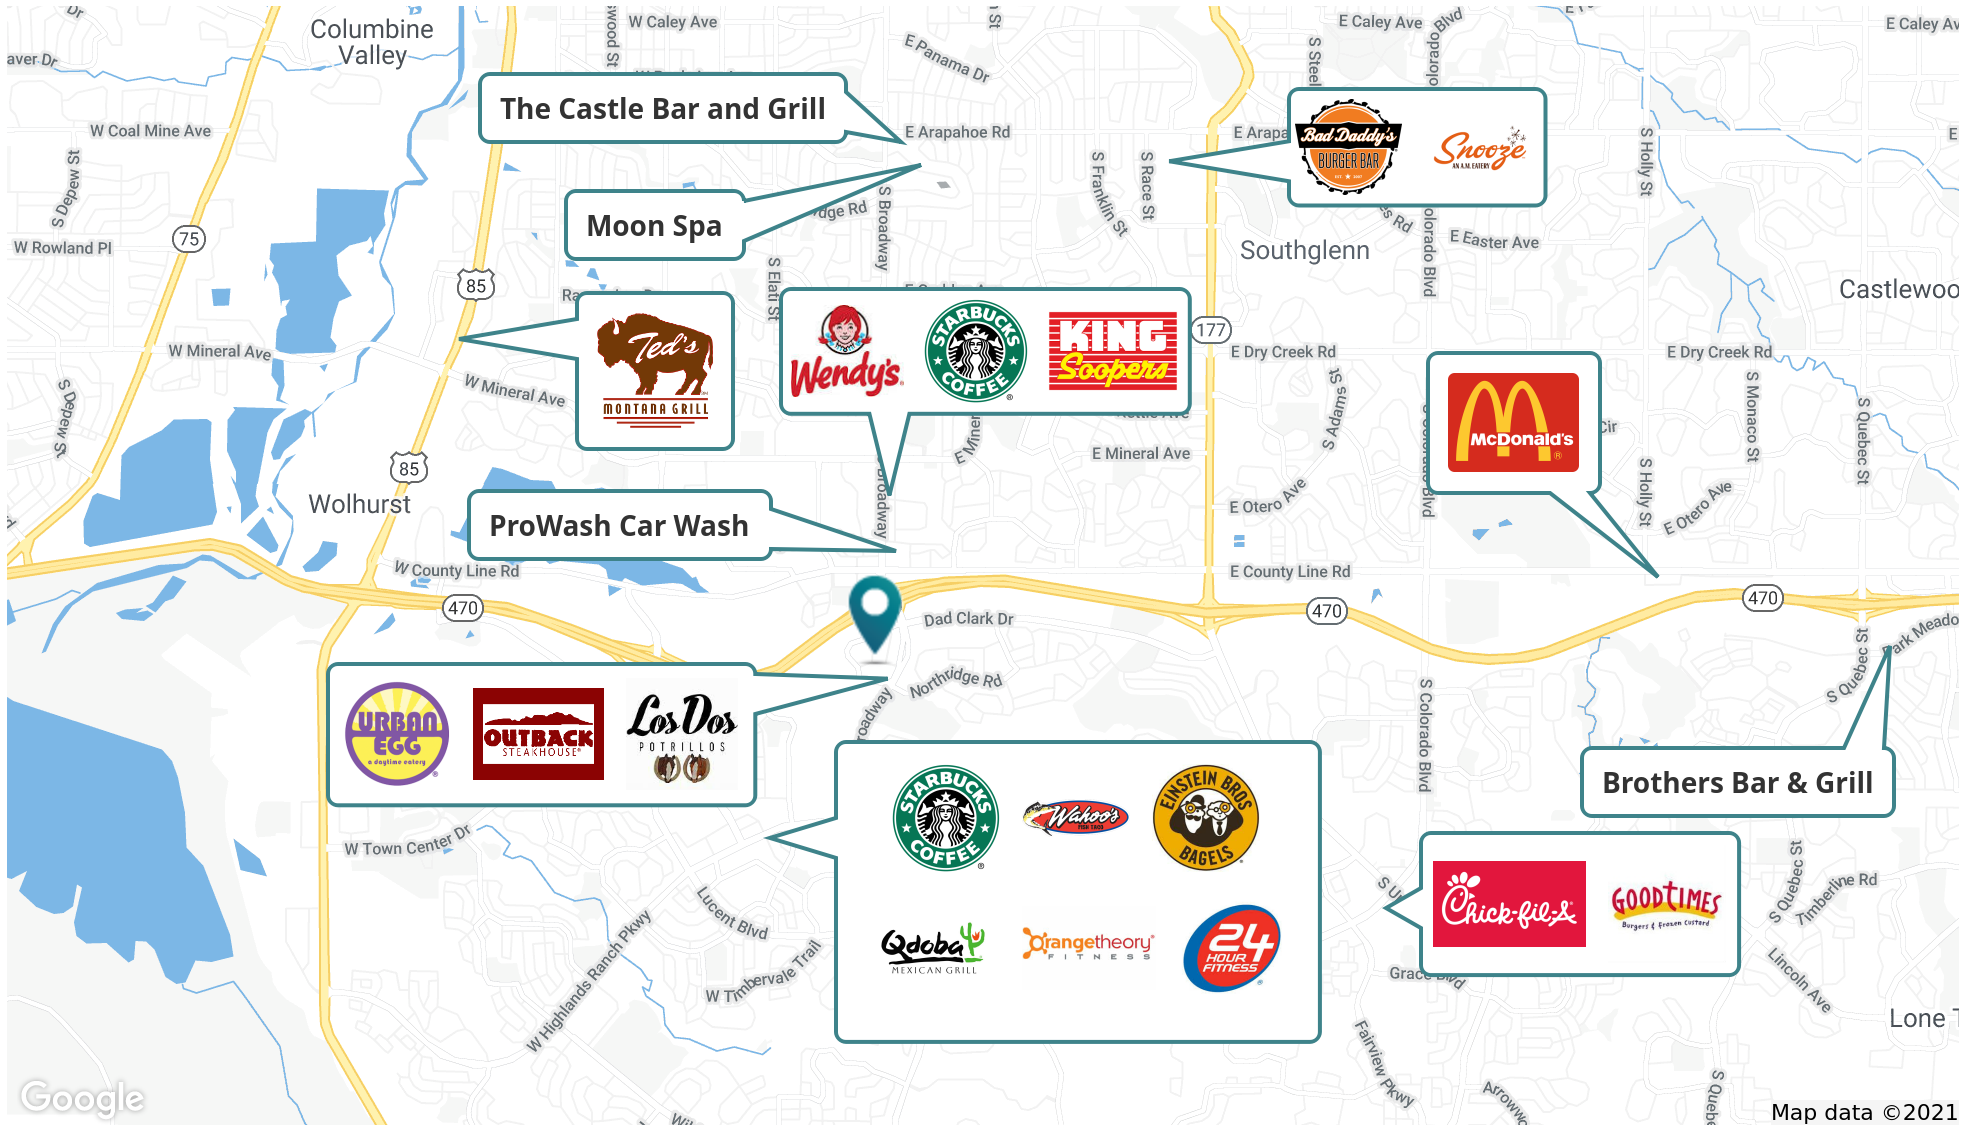 Columbine
Valley
W Caley Ave
E Caley Ave
E Panama Dr
The Castle Bar and Grill
W Coal Mine Ave
E Arapahoe Rd
S Depew St
S Franklin St
S Race St
S Holly St
Bad Daddy's
BURGER BAR
Snooze
AN A.M. EATERY
Moon Spa
S Broadway
W Rowland Pl
75
Southglenn
E Easter Ave
85
S Elati St
Castlewoo
Ted's
MONTANA GRILL
Wendy's
STARBUCKS
COFFEE
KING
Soopers
177
W Mineral Ave
E Dry Creek Rd
E Dry Creek Rd
W Mineral Ave
S Depew St
S Adams St
S Monaco St
S Quebec St
McDonald's
85
E Mineral Ave
Wolhurst
ProWash Car Wash
E Otero Ave
S Holly St
E Otero Ave
W County Line Rd
E County Line Rd
470
470
470
Dad Clark Dr
Northridge Rd
S Quebec St
URBAN
EGG
a daytime eatery
OUTBACK
STEAKHOUSE
Los Dos
POTRILLOS
S Colorado Blvd
Brothers Bar & Grill
STARBUCKS
COFFEE
Wahoo's
FISH TACO
EINSTEIN BROS
BAGELS
W Town Center Dr
Lucent Blvd
W Highlands Ranch Pkwy
W Timbervale Trail
Qdoba
MEXICAN GRILL
Orangetheory
FITNESS
24
HOUR
FITNESS
Chick-fil-A
GOODTIMES
Burgers & Frozen Custard
S Quebec St
Timberline Rd
Lincoln Ave
Fairview Pkwy
Google
Map data ©2021